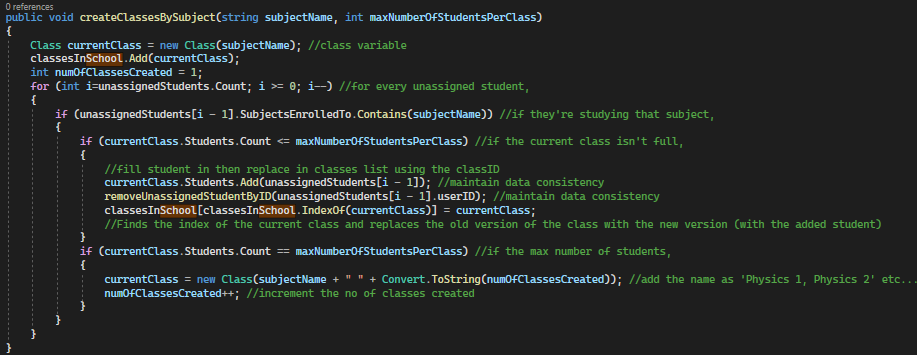 0 references
public void createClassesBySubject(string subjectName, int maxNumberOfStudentsPerClass)
{
Class currentClass = new Class(subjectName); //class variable
classesInSchool.Add(currentClass);
int numOfClassesCreated = 1;
for (int i=unassignedStudents.Count; i >= 0; i--) //for every unassigned student,
{
if (unassignedStudents[i - 1].SubjectsEnrolledTo.Contains(subjectName)) //if they're studying that subject,
{
if (currentClass.Students.Count <= maxNumberOfStudentsPerClass) //if the current class isn't full,
{
//fill student in then replace in classes list using the classID
currentClass.Students.Add(unassignedStudents[i - 1]); //maintain data consistency
removeUnassignedStudentByID(unassignedStudents[i - 1].userID); //maintain data consistency
classesInSchool[classesInSchool.IndexOf(currentClass)] = currentClass;
//Finds the index of the current class and replaces the old version of the class with the new version (with the added student)
}
if (currentClass.Students.Count == maxNumberOfStudentsPerClass) //if the max number of students,
{
currentClass = new Class(subjectName + " " + Convert.ToString(numOfClassesCreated)); //add the name as 'Physics 1, Physics 2' etc...
numOfClassesCreated++; //increment the no of classes created
}
}
}
}